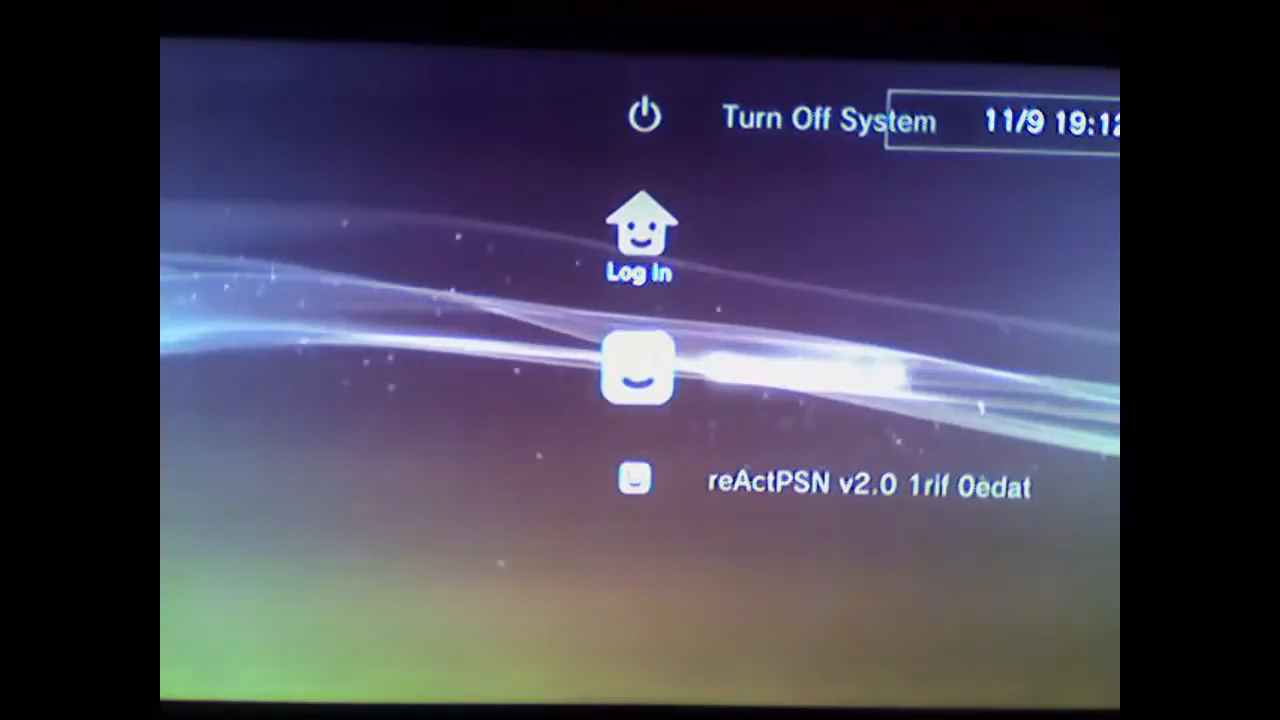 Turn Off System
11/9 19:12
Log In
reActPSN v2.0 1rif 0edat